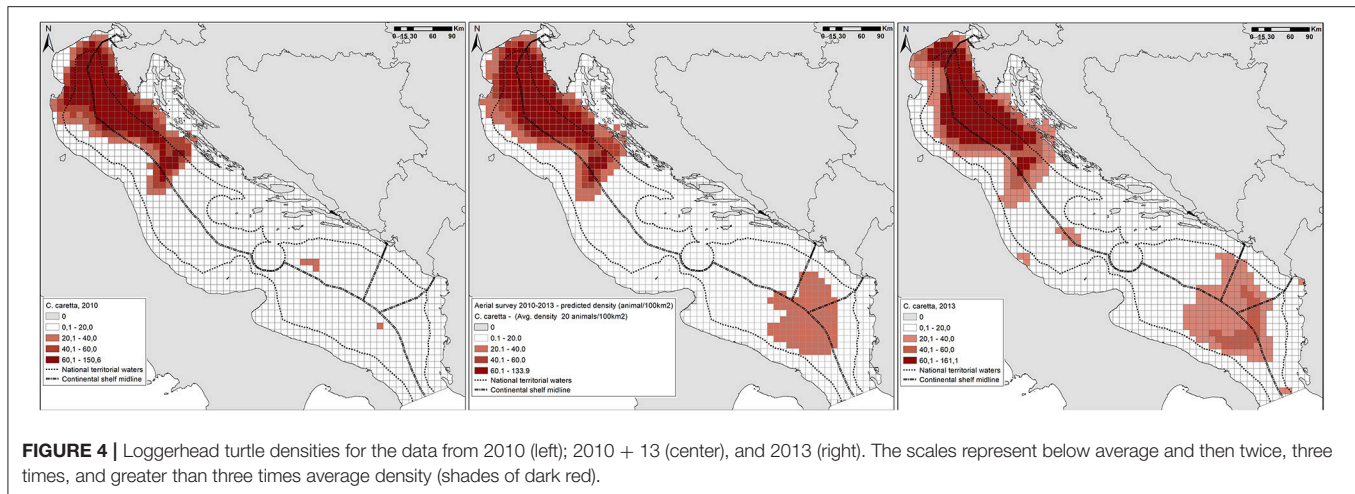 N
Km
0 15 30 60 90
C. caretta, 2010
0
0,1 - 20,0
20,1 - 40,0
40,1 - 60,0
60,1 - 150,6
National territorial waters
Continental shelf midline
N
Km
0 15 30 60 90
Aerial survey 2010-2013 - predicted density (animal/100km2)
C. caretta - (Avg. density 20 animals/100km2)
0
0.1 - 20.0
20.1 - 40.0
40.1 - 60.0
60.1 - 133.9
National territorial waters
Continental shelf midline
N
Km
0 15 30 60 90
C. caretta, 2013
0
0,1 - 20,0
20,1 - 40,0
40,1 - 60,0
60,1 - 161,1
National territorial waters
Continental shelf midline
FIGURE 4 | Loggerhead turtle densities for the data from 2010 (left); 2010 + 13 (center), and 2013 (right). The scales represent below average and then twice, three
times, and greater than three times average density (shades of dark red).